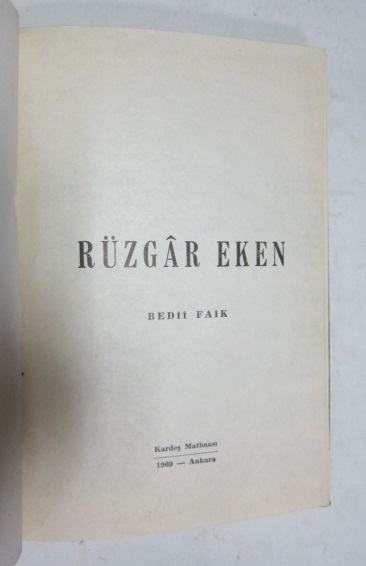 RÜZGÂR EKEN
BEDİİ FAİK
Kardeş Matbaası
1969 — Ankara